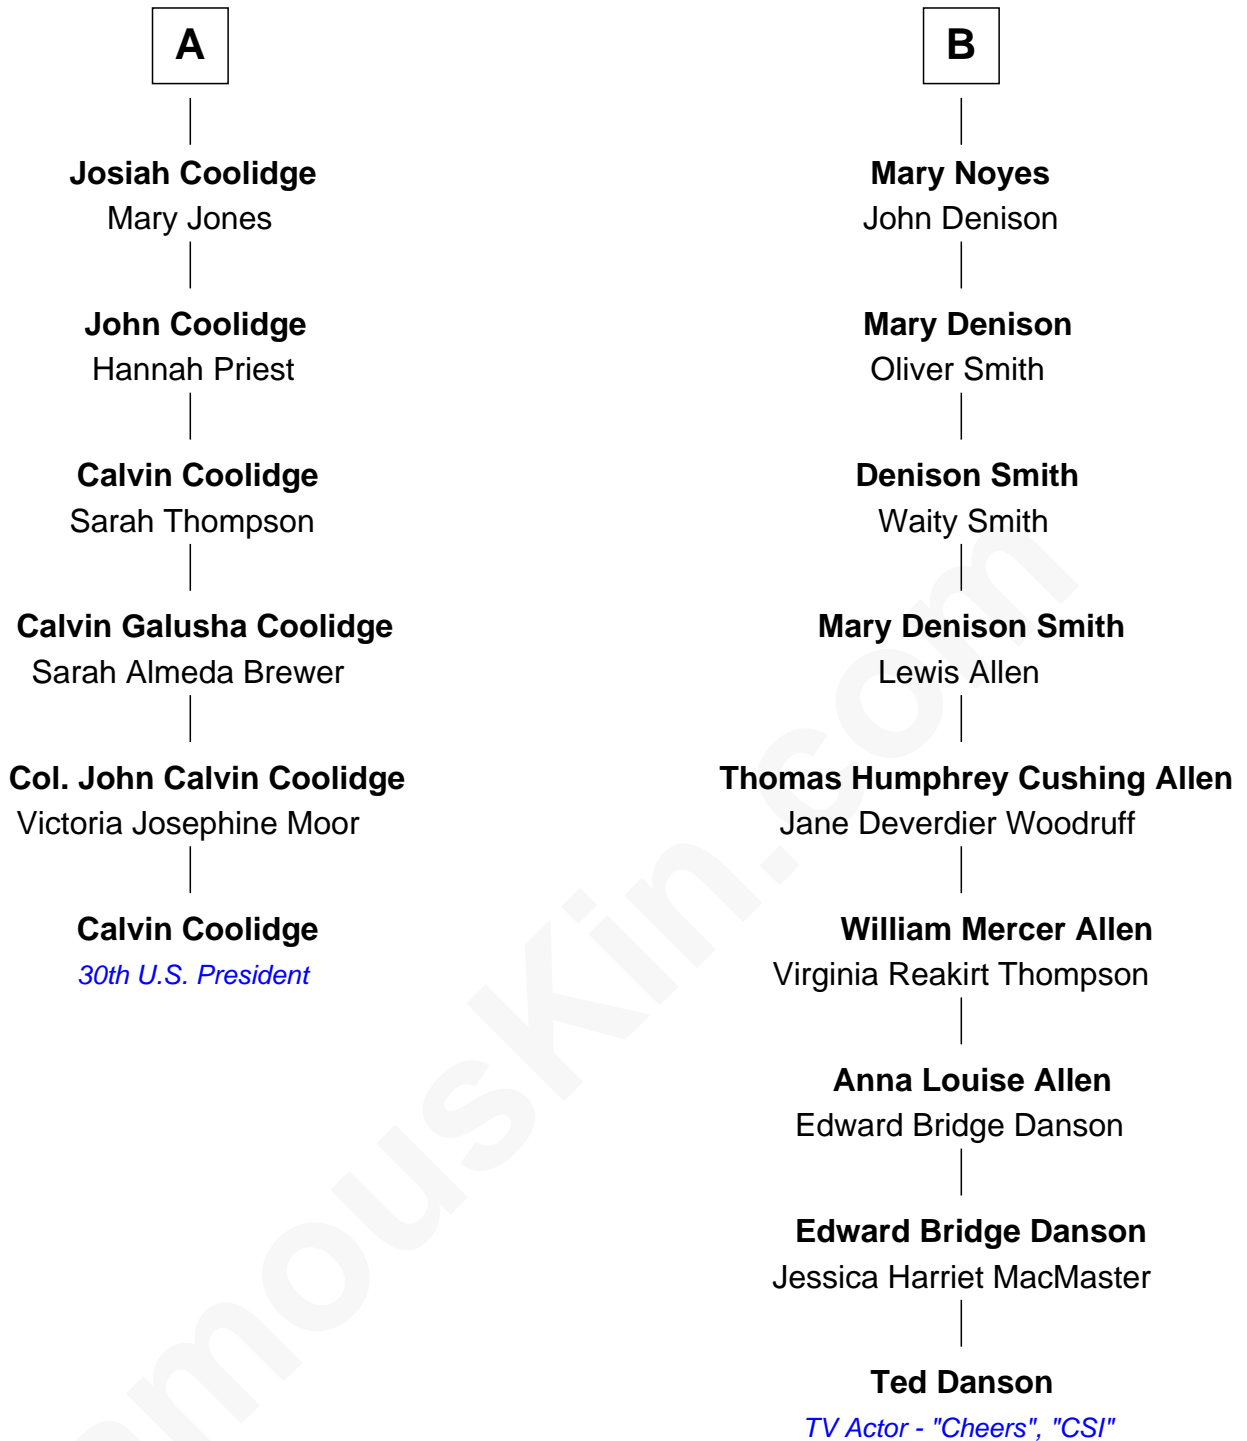 A
Josiah Coolidge
Mary Jones
John Coolidge
Hannah Priest
Calvin Coolidge
Sarah Thompson
Calvin Galusha Coolidge
Sarah Almeda Brewer
Col. John Calvin Coolidge
Victoria Josephine Moor
Calvin Coolidge
30th U.S. President
B
Mary Noyes
John Denison
Mary Denison
Oliver Smith
Denison Smith
Waity Smith
Mary Denison Smith
Lewis Allen
Thomas Humphrey Cushing Allen
Jane Deverdier Woodruff
William Mercer Allen
Virginia Reakirt Thompson
Anna Louise Allen
Edward Bridge Danson
Edward Bridge Danson
Jessica Harriet MacMaster
Ted Danson
TV Actor - "Cheers", "CSI"
mousKin.com